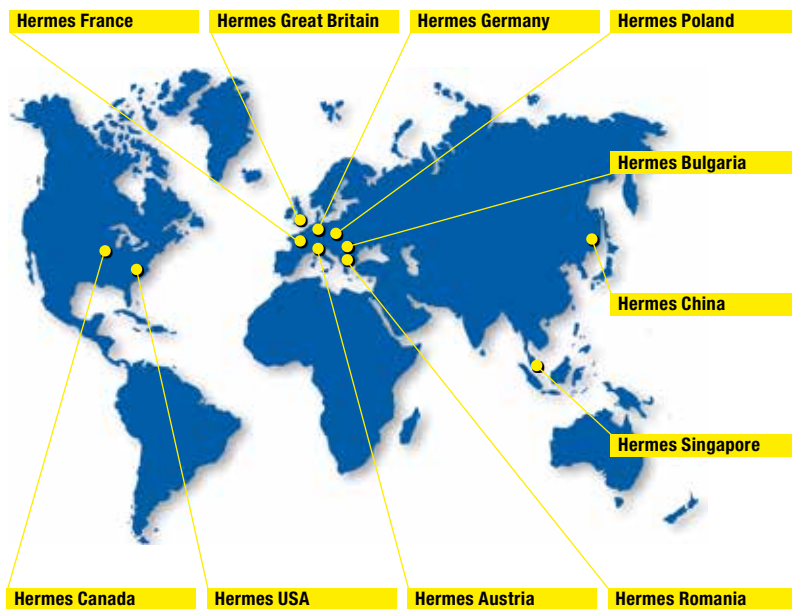 Hermes France
Hermes Great Britain
Hermes Germany
Hermes Poland
Hermes Bulgaria
Hermes China
Hermes Singapore
Hermes Canada
Hermes USA
Hermes Austria
Hermes Romania